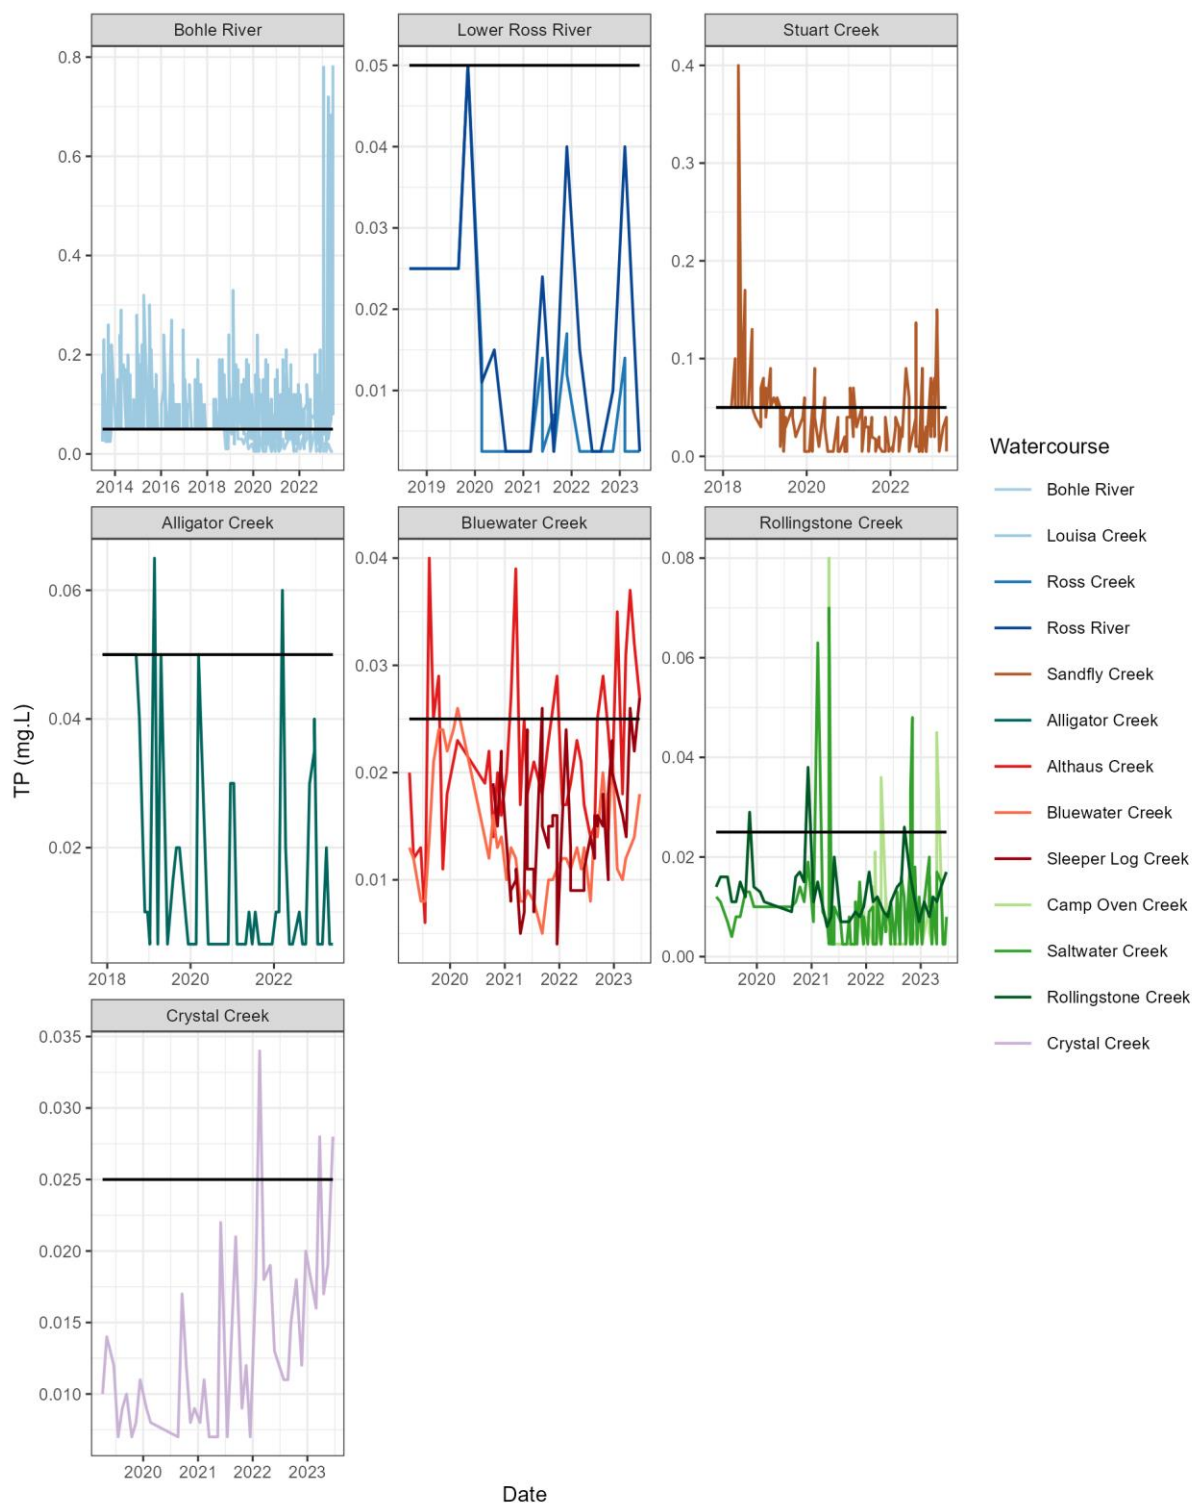 Bohle River
Lower Ross River
Stuart Creek
0.8
0.6
0.4
0.2
0.0
2014 2016 2018 2020 2022
0.05
0.04
0.03
0.02
0.01
2019 2020 2021 2022 2023
0.4
0.3
0.2
0.1
0.0
2018 2020 2022
Alligator Creek
Bluewater Creek
Rollingstone Creek
0.06
0.04
0.02
2018 2020 2022
0.04
0.03
0.02
0.01
2020 2021 2022 2023
0.08
0.06
0.04
0.02
0.00
2020 2021 2022 2023
Crystal Creek
0.035
0.030
0.025
0.020
0.015
0.010
2020 2021 2022 2023
TP (mg.L)
Date
Watercourse
Bohle River
Louisa Creek
Ross Creek
Ross River
Sandfly Creek
Alligator Creek
Althaus Creek
Bluewater Creek
Sleeper Log Creek
Camp Oven Creek
Saltwater Creek
Rollingstone Creek
Crystal Creek